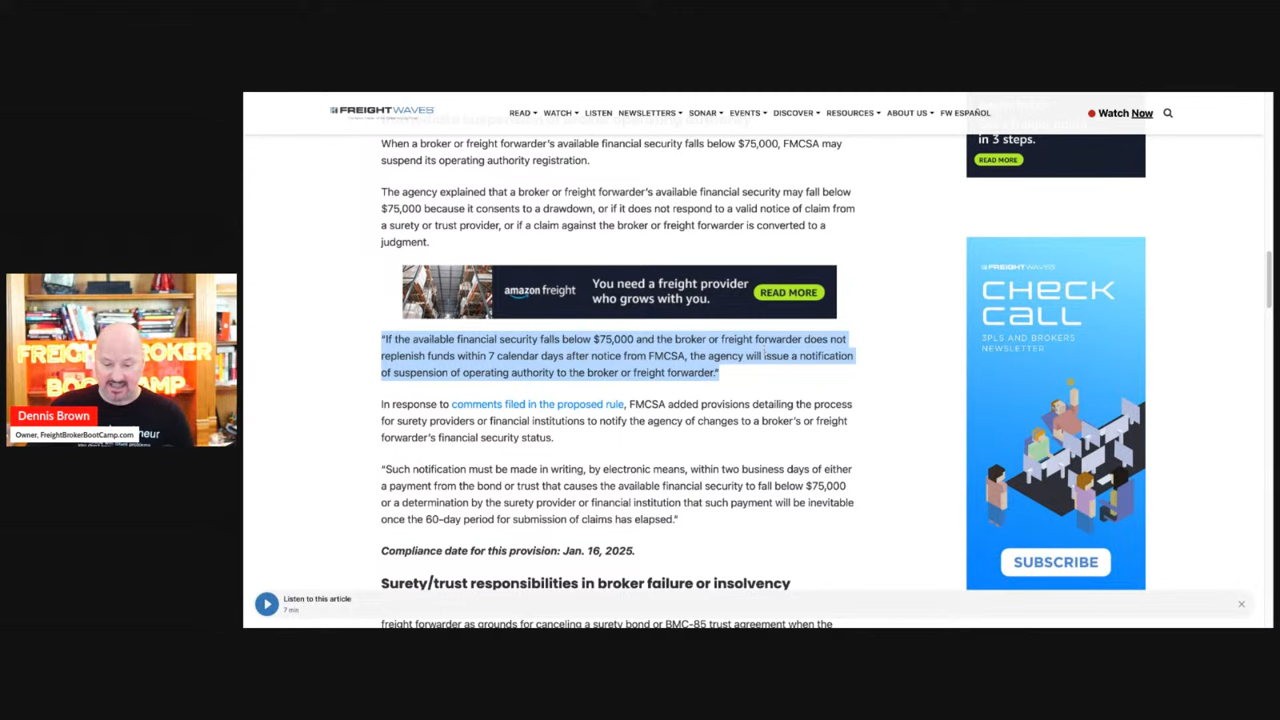 FREIGHTWAVES
READ WATCH LISTEN NEWSLETTERS SONAR EVENTS DISCOVER RESOURCES ABOUT US FW ESPAÑOL
Watch Now
in 3 steps.
READ MORE
When a broker or freight forwarder's available financial security falls below $75,000, FMCSA may
suspend its operating authority registration.
The agency explained that a broker or freight forwarder's available financial security may fall below
$75,000 because it consents to a drawdown, or if it does not respond to a valid notice of claim from
a surety or trust provider, or if a claim against the broker or freight forwarder is converted to a
judgment.
amazon freight
You need a freight provider
who grows with you.
READ MORE
"If the available financial security falls below $75,000 and the broker or freight forwarder does not
replenish funds within 7 calendar days after notice from FMCSA, the agency will issue a notification
of suspension of operating authority to the broker or freight forwarder."
In response to comments filed in the proposed rule, FMCSA added provisions detailing the process
for surety providers or financial institutions to notify the agency of changes to a broker's or freight
forwarder's financial security status.
"Such notification must be made in writing, by electronic means, within two business days of either
a payment from the bond or trust that causes the available financial security to fall below $75,000
or a determination by the surety provider or financial institution that such payment will be inevitable
once the 60-day period for submission of claims has elapsed."
Compliance date for this provision: Jan. 16, 2025.
Surety/trust responsibilities in broker failure or insolvency
freight forwarder as grounds for canceling a surety bond or BMC-85 trust agreement when the
Listen to this article
7 min
FREIGHTWAVES
CHECK
CALL
3PLS AND BROKERS
NEWSLETTER
SUBSCRIBE
FREIGHT BROKER
BOOT CAMP
Dennis Brown
Owner, FreightBrokerBootCamp.com